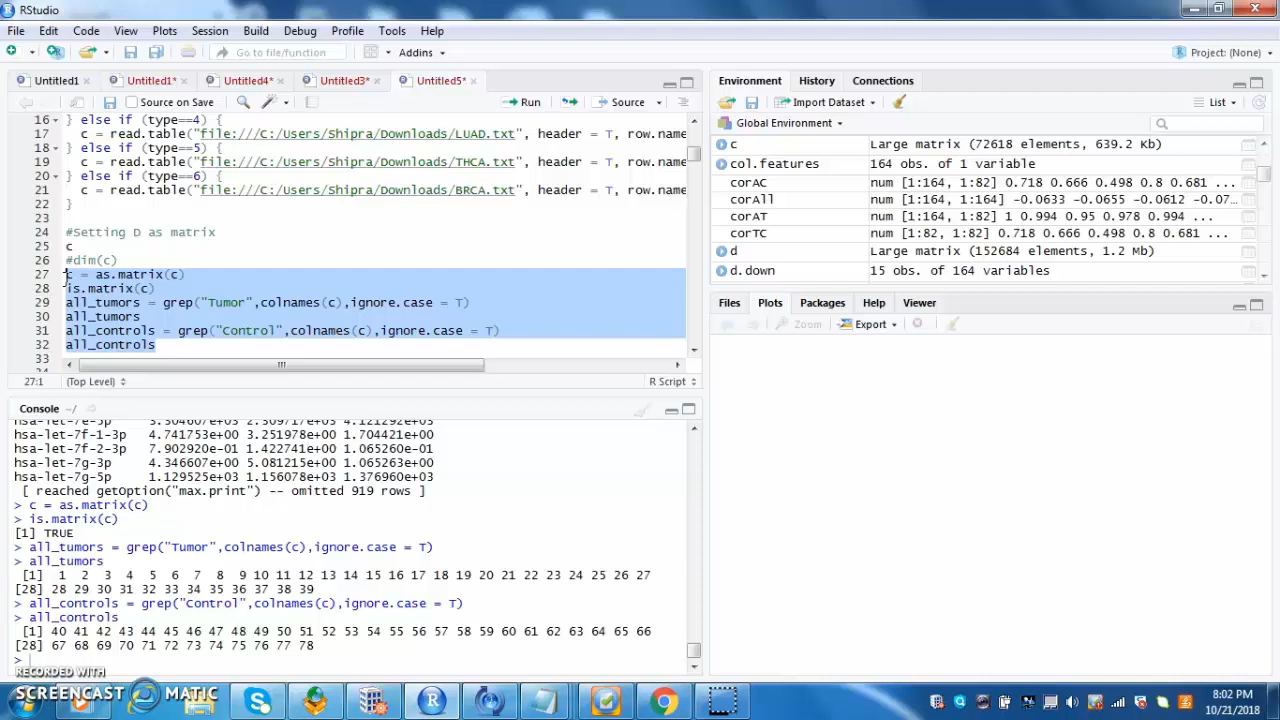 RStudio
File Edit Code View Plots Session Build Debug Profile Tools Help
Go to file/function Addins Project: (None)
Untitled1 Untitled1* Untitled4* Untitled3* Untitled5*
Source on Save Run Source
16 } else if (type==4) {
17 c = read.table("file:///C:/Users/Shipra/Downloads/LUAD.txt", header = T, row.name
18 } else if (type==5) {
19 c = read.table("file:///C:/Users/Shipra/Downloads/THCA.txt", header = T, row.name
20 } else if (type==6) {
21 c = read.table("file:///C:/Users/Shipra/Downloads/BRCA.txt", header = T, row.name
22 }
23
24 #Setting D as matrix
25 c
26 #dim(c)
27 c = as.matrix(c)
28 is.matrix(c)
29 all_tumors = grep("Tumor",colnames(c),ignore.case = T)
30 all_tumors
31 all_controls = grep("Control",colnames(c),ignore.case = T)
32 all_controls
33
27:1 (Top Level) R Script
Console ~/
hsa-let-7e-5p 3.304607e+03 2.509717e+03 4.121292e+03
hsa-let-7f-1-3p 4.741753e+00 3.251978e+00 1.704421e+00
hsa-let-7f-2-3p 7.902920e-01 1.422741e+00 1.065260e-01
hsa-let-7g-3p 4.346607e+00 5.081215e+00 1.065263e+00
hsa-let-7g-5p 1.129525e+03 1.156078e+03 1.376960e+03
[ reached getOption("max.print") -- omitted 919 rows ]
> c = as.matrix(c)
> is.matrix(c)
[1] TRUE
> all_tumors = grep("Tumor",colnames(c),ignore.case = T)
> all_tumors
[1] 1 2 3 4 5 6 7 8 9 10 11 12 13 14 15 16 17 18 19 20 21 22 23 24 25 26 27
[28] 28 29 30 31 32 33 34 35 36 37 38 39
> all_controls = grep("Control",colnames(c),ignore.case = T)
> all_controls
[1] 40 41 42 43 44 45 46 47 48 49 50 51 52 53 54 55 56 57 58 59 60 61 62 63 64 65 66
[28] 67 68 69 70 71 72 73 74 75 76 77 78
>
Environment History Connections
Import Dataset List
Global Environment
c Large matrix (72618 elements, 639.2 Kb)
col.features 164 obs. of 1 variable
corAC num [1:164, 1:82] 0.718 0.666 0.498 0.8 0.681 ...
corAll num [1:164, 1:164] -0.0633 -0.0655 -0.0612 -0.07...
corAT num [1:164, 1:82] 1 0.994 0.95 0.978 0.994 ...
corTC num [1:82, 1:82] 0.718 0.666 0.498 0.8 0.681 ...
d Large matrix (152684 elements, 1.2 Mb)
d.down 15 obs. of 164 variables
Files Plots Packages Help Viewer
Zoom Export
RECORDED WITH
SCREENCAST MATIC
8:02 PM
10/21/2018